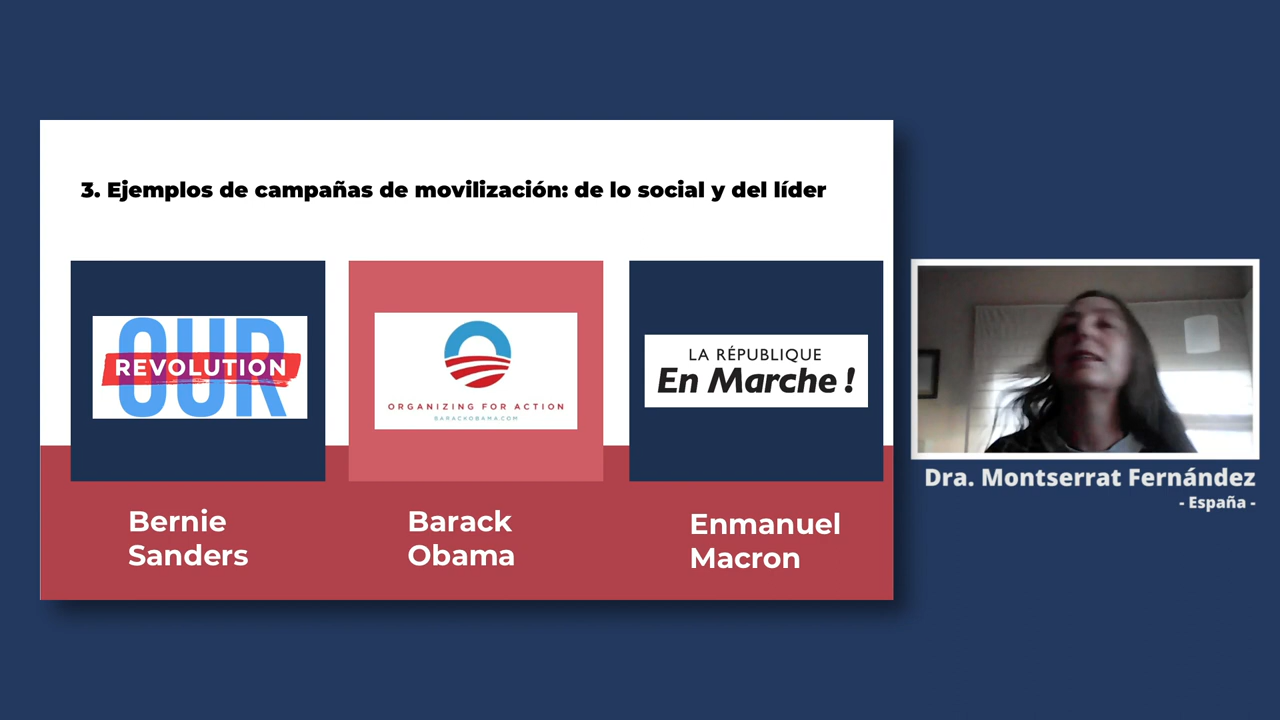 3. Ejemplos de campañas de movilización: de lo social y del líder
OUR
REVOLUTION
ORGANIZING FOR ACTION
BARACKOBAMA.COM
LA RÉPUBLIQUE
En Marche !
Bernie
Sanders
Barack
Obama
Enmanuel
Macron
Dra. Montserrat Fernández
- España -